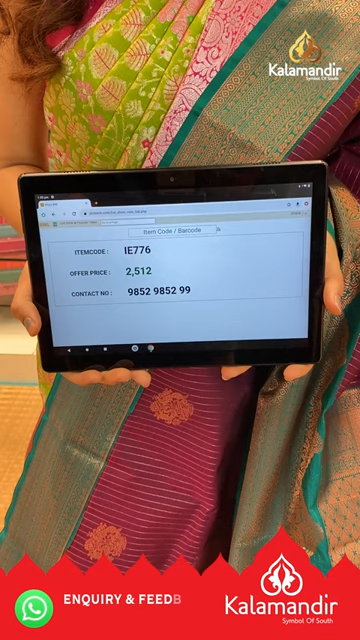 Kalamandir
Symbol Of South
Item Code / Barcode
ITEMCODE : IE776
OFFER PRICE : 2,512
CONTACT NO : 9852 9852 99
ENQUIRY & FEEDB
Kalamandir
Symbol Of South